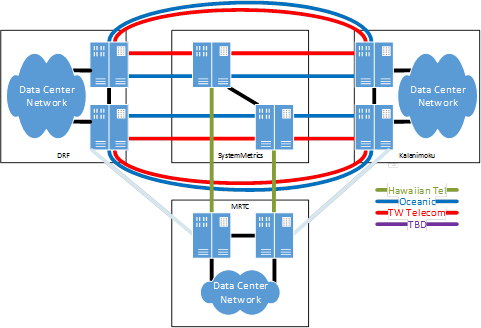 Data Center
Network
Data Center
Network
DRF
SystemMetrics
Kalanimoku
Hawaiian Tel
Oceanic
TW Telecom
TBD
MRTC
Data Center
Network